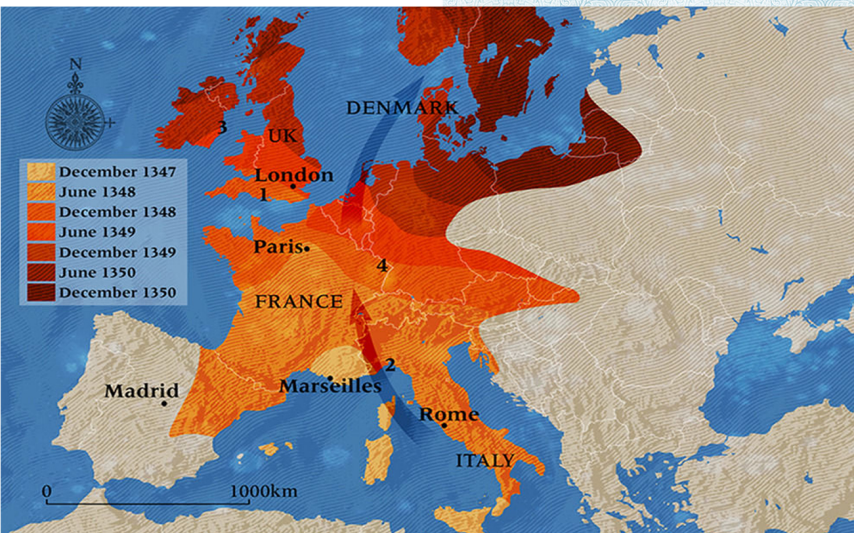 N
DENMARK
3
UK
December 1347
June 1348
December 1348
June 1349
December 1349
June 1350
December 1350
London
1
Paris
4
FRANCE
2
Madrid
Marseilles
Rome
ITALY
0
1000km